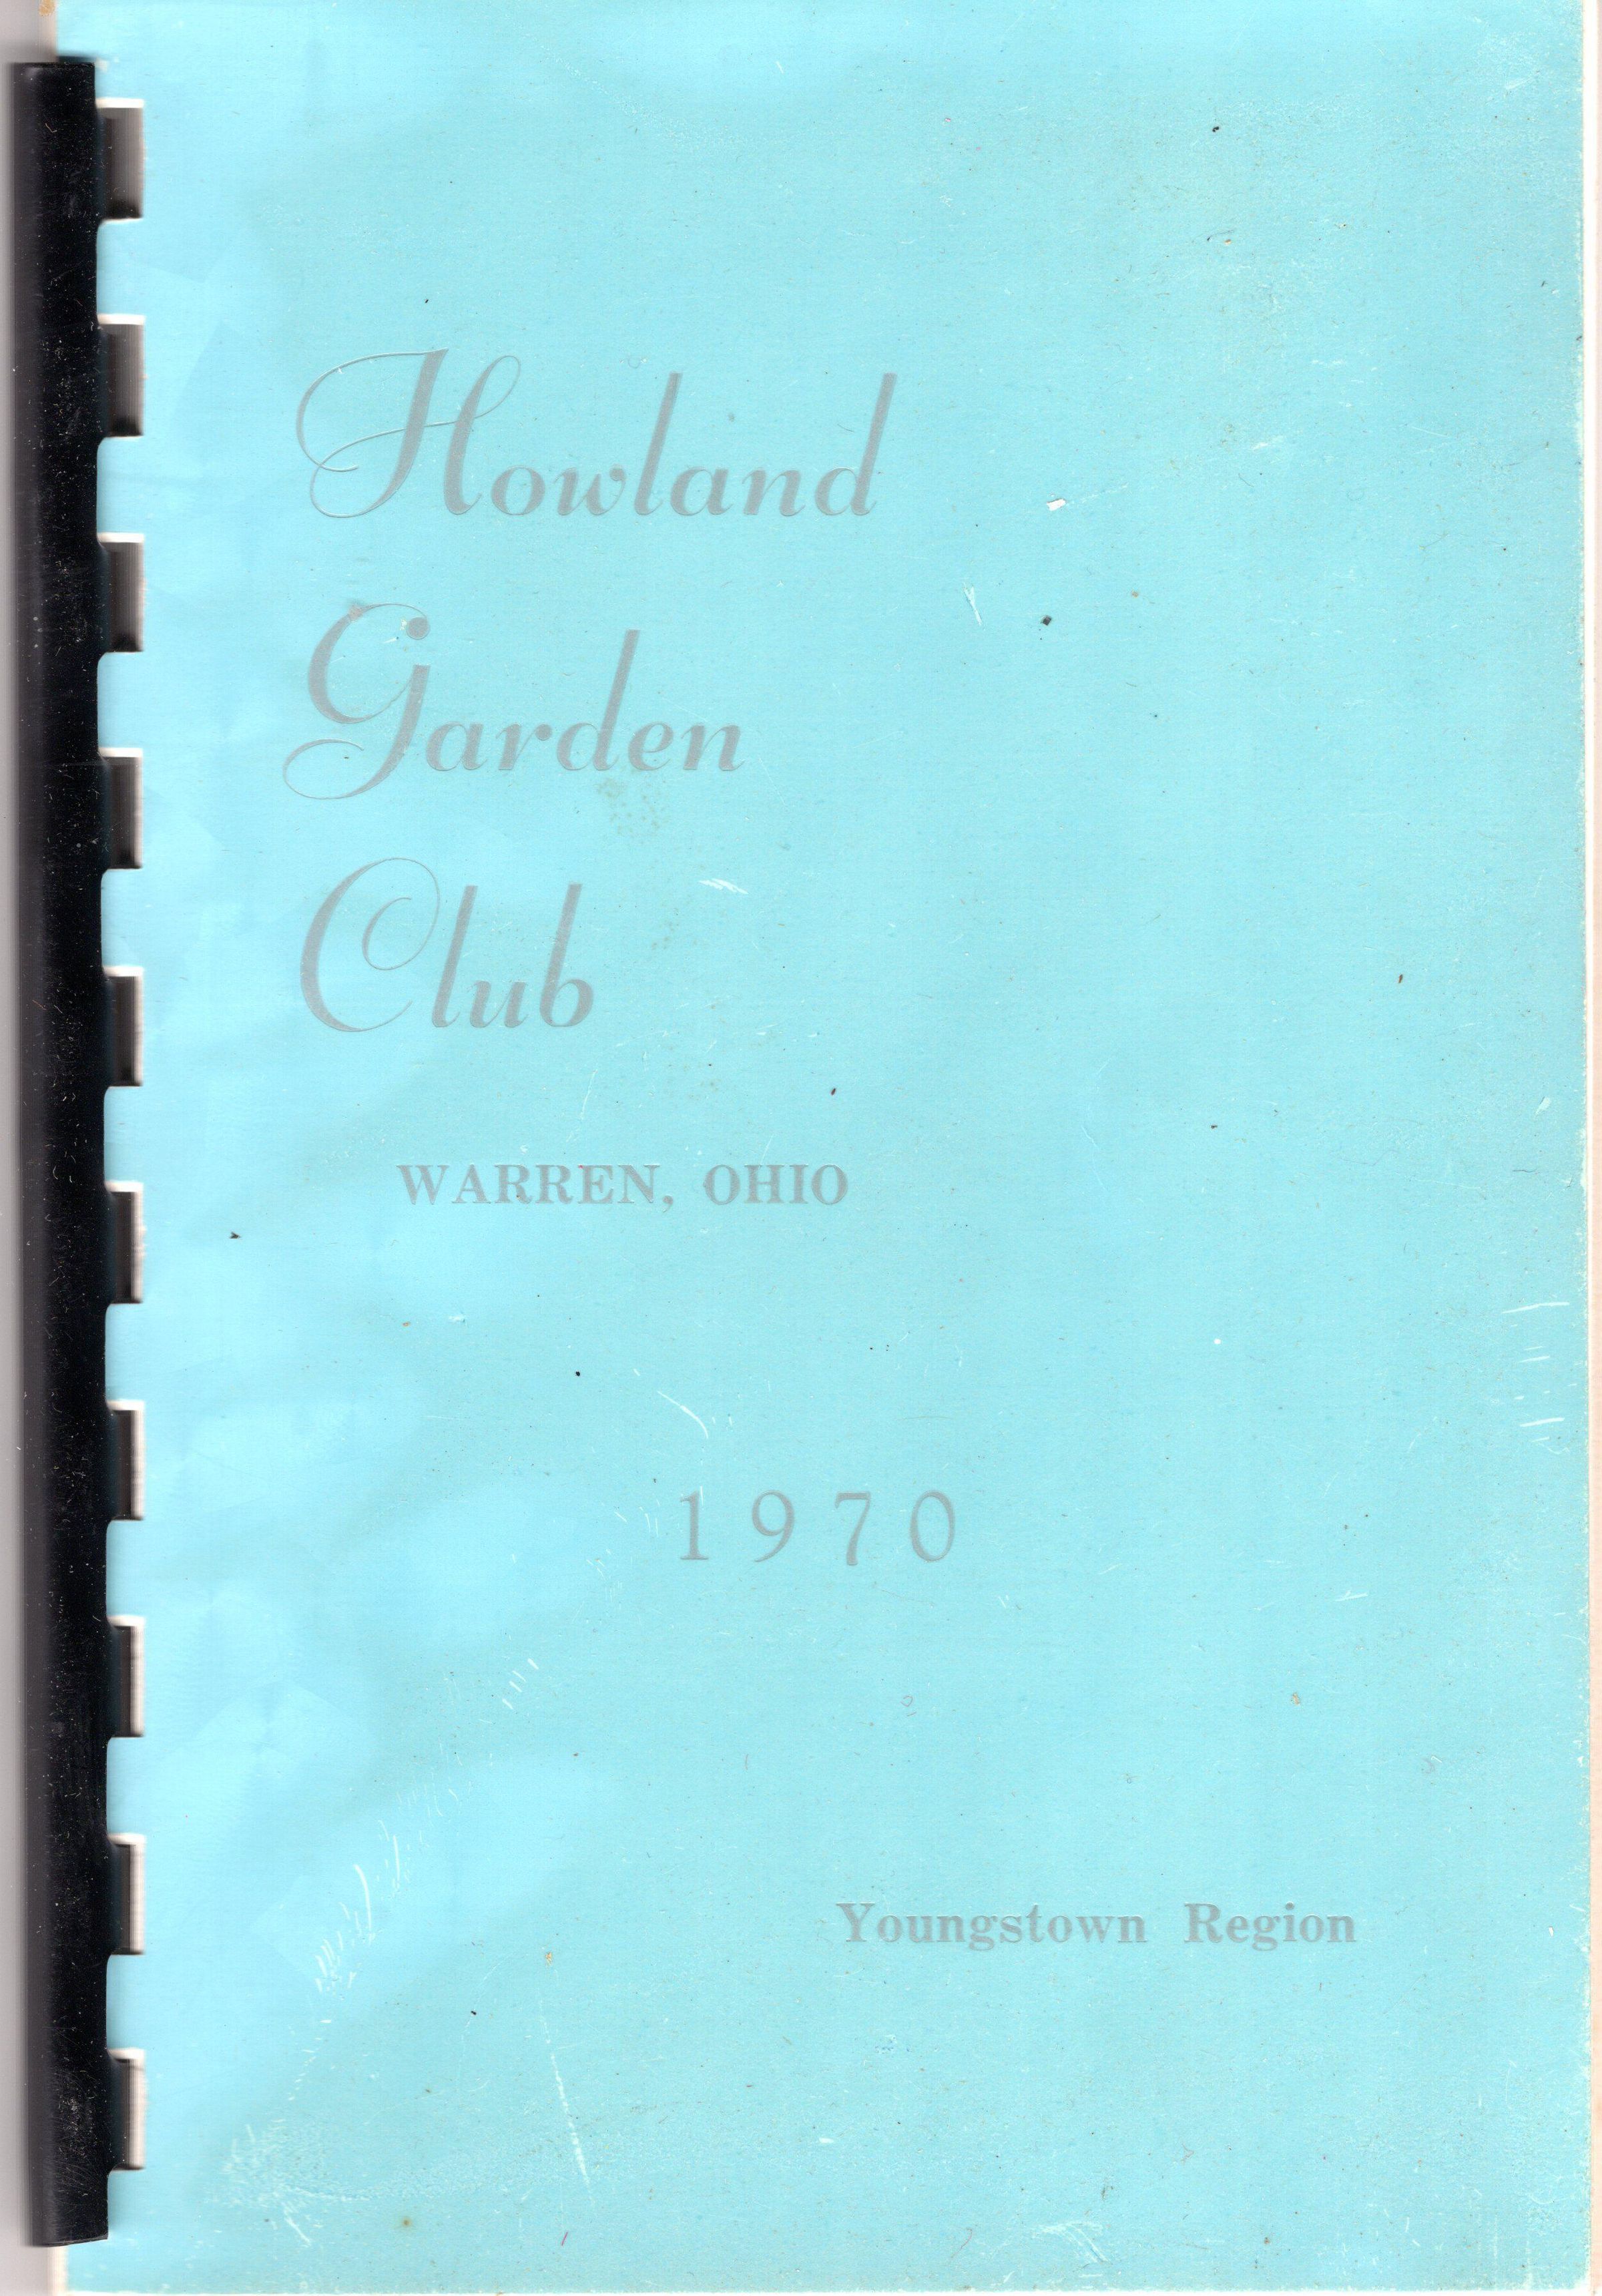 Howland
Garden
Club
WARREN, OHIO
1970
Youngstown Region